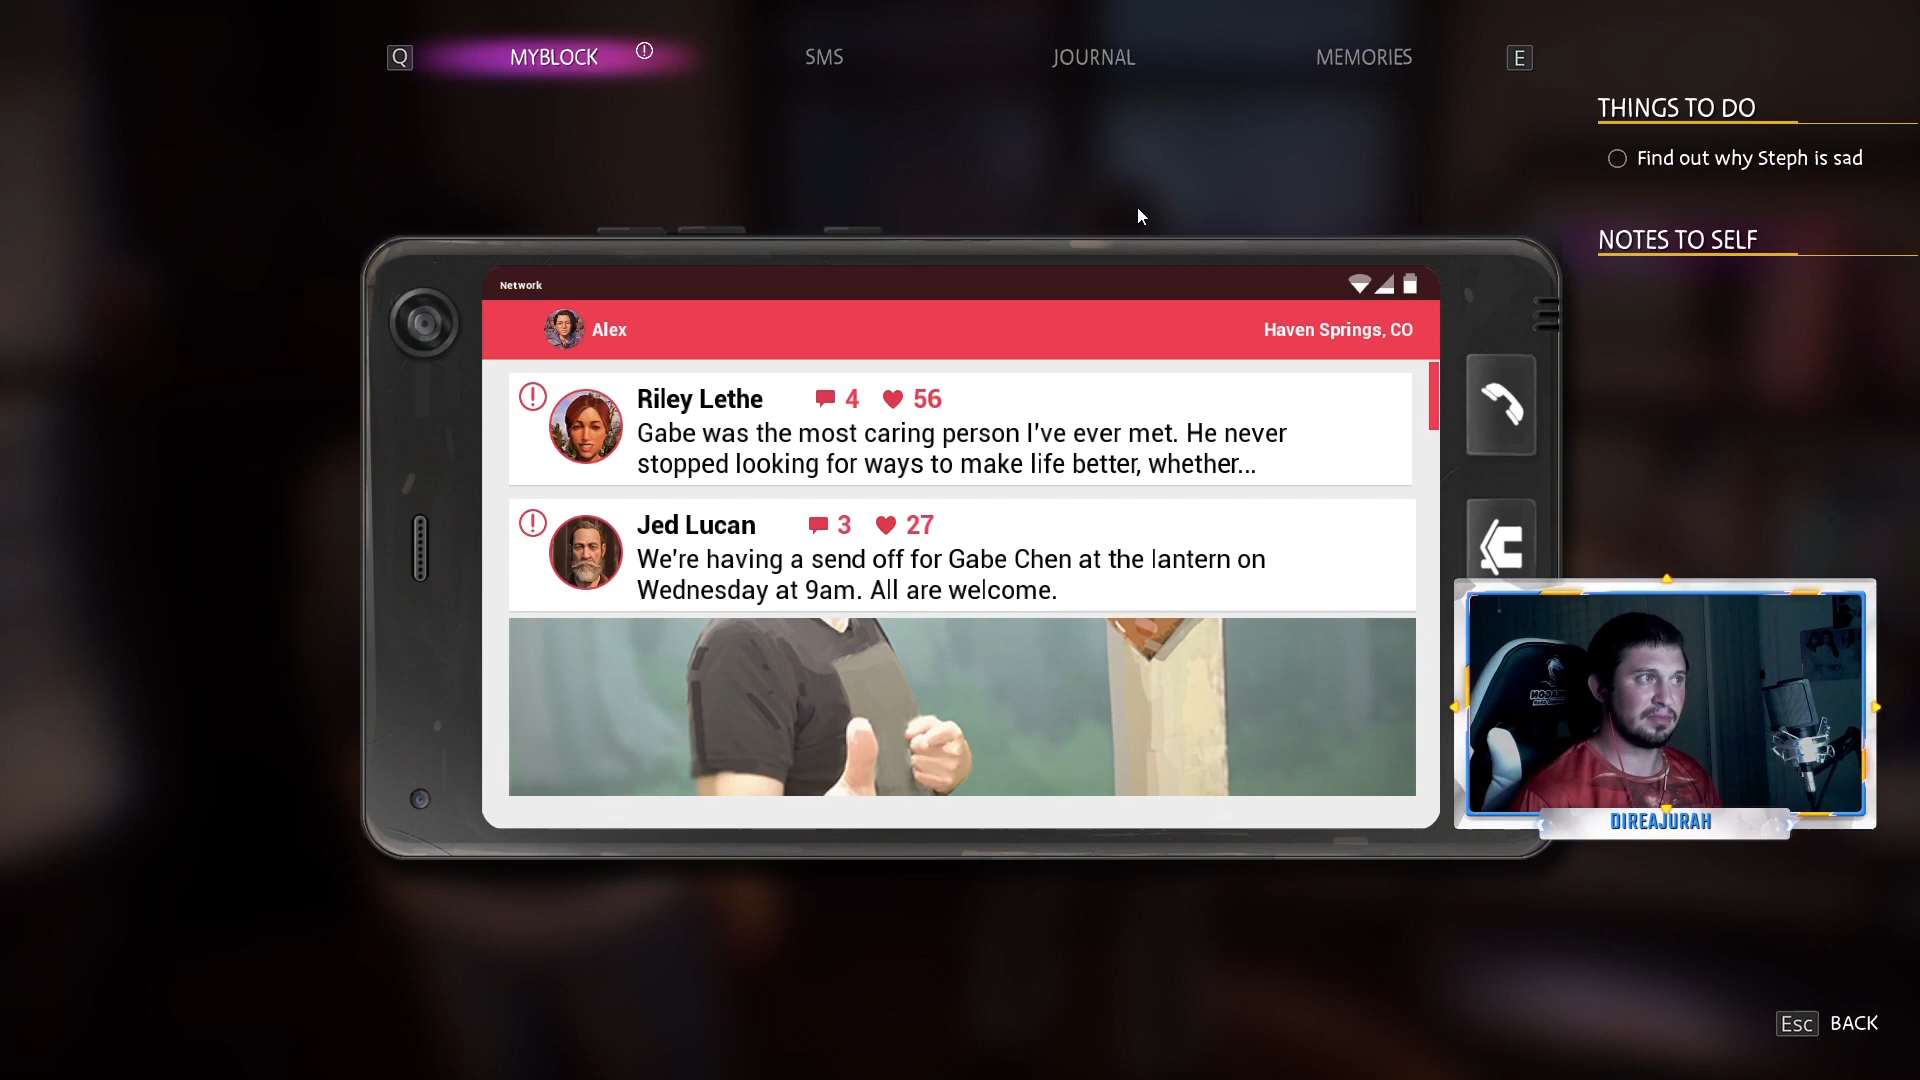 Q
MYBLOCK
SMS
JOURNAL
MEMORIES
E
THINGS TO DO
Find out why Steph is sad
NOTES TO SELF
Network
Alex
Haven Springs, CO
Riley Lethe 4 56
Gabe was the most caring person I've ever met. He never
stopped looking for ways to make life better, whether...
Jed Lucan 3 27
We're having a send off for Gabe Chen at the lantern on
Wednesday at 9am. All are welcome.
DIREAJURAH
Esc BACK